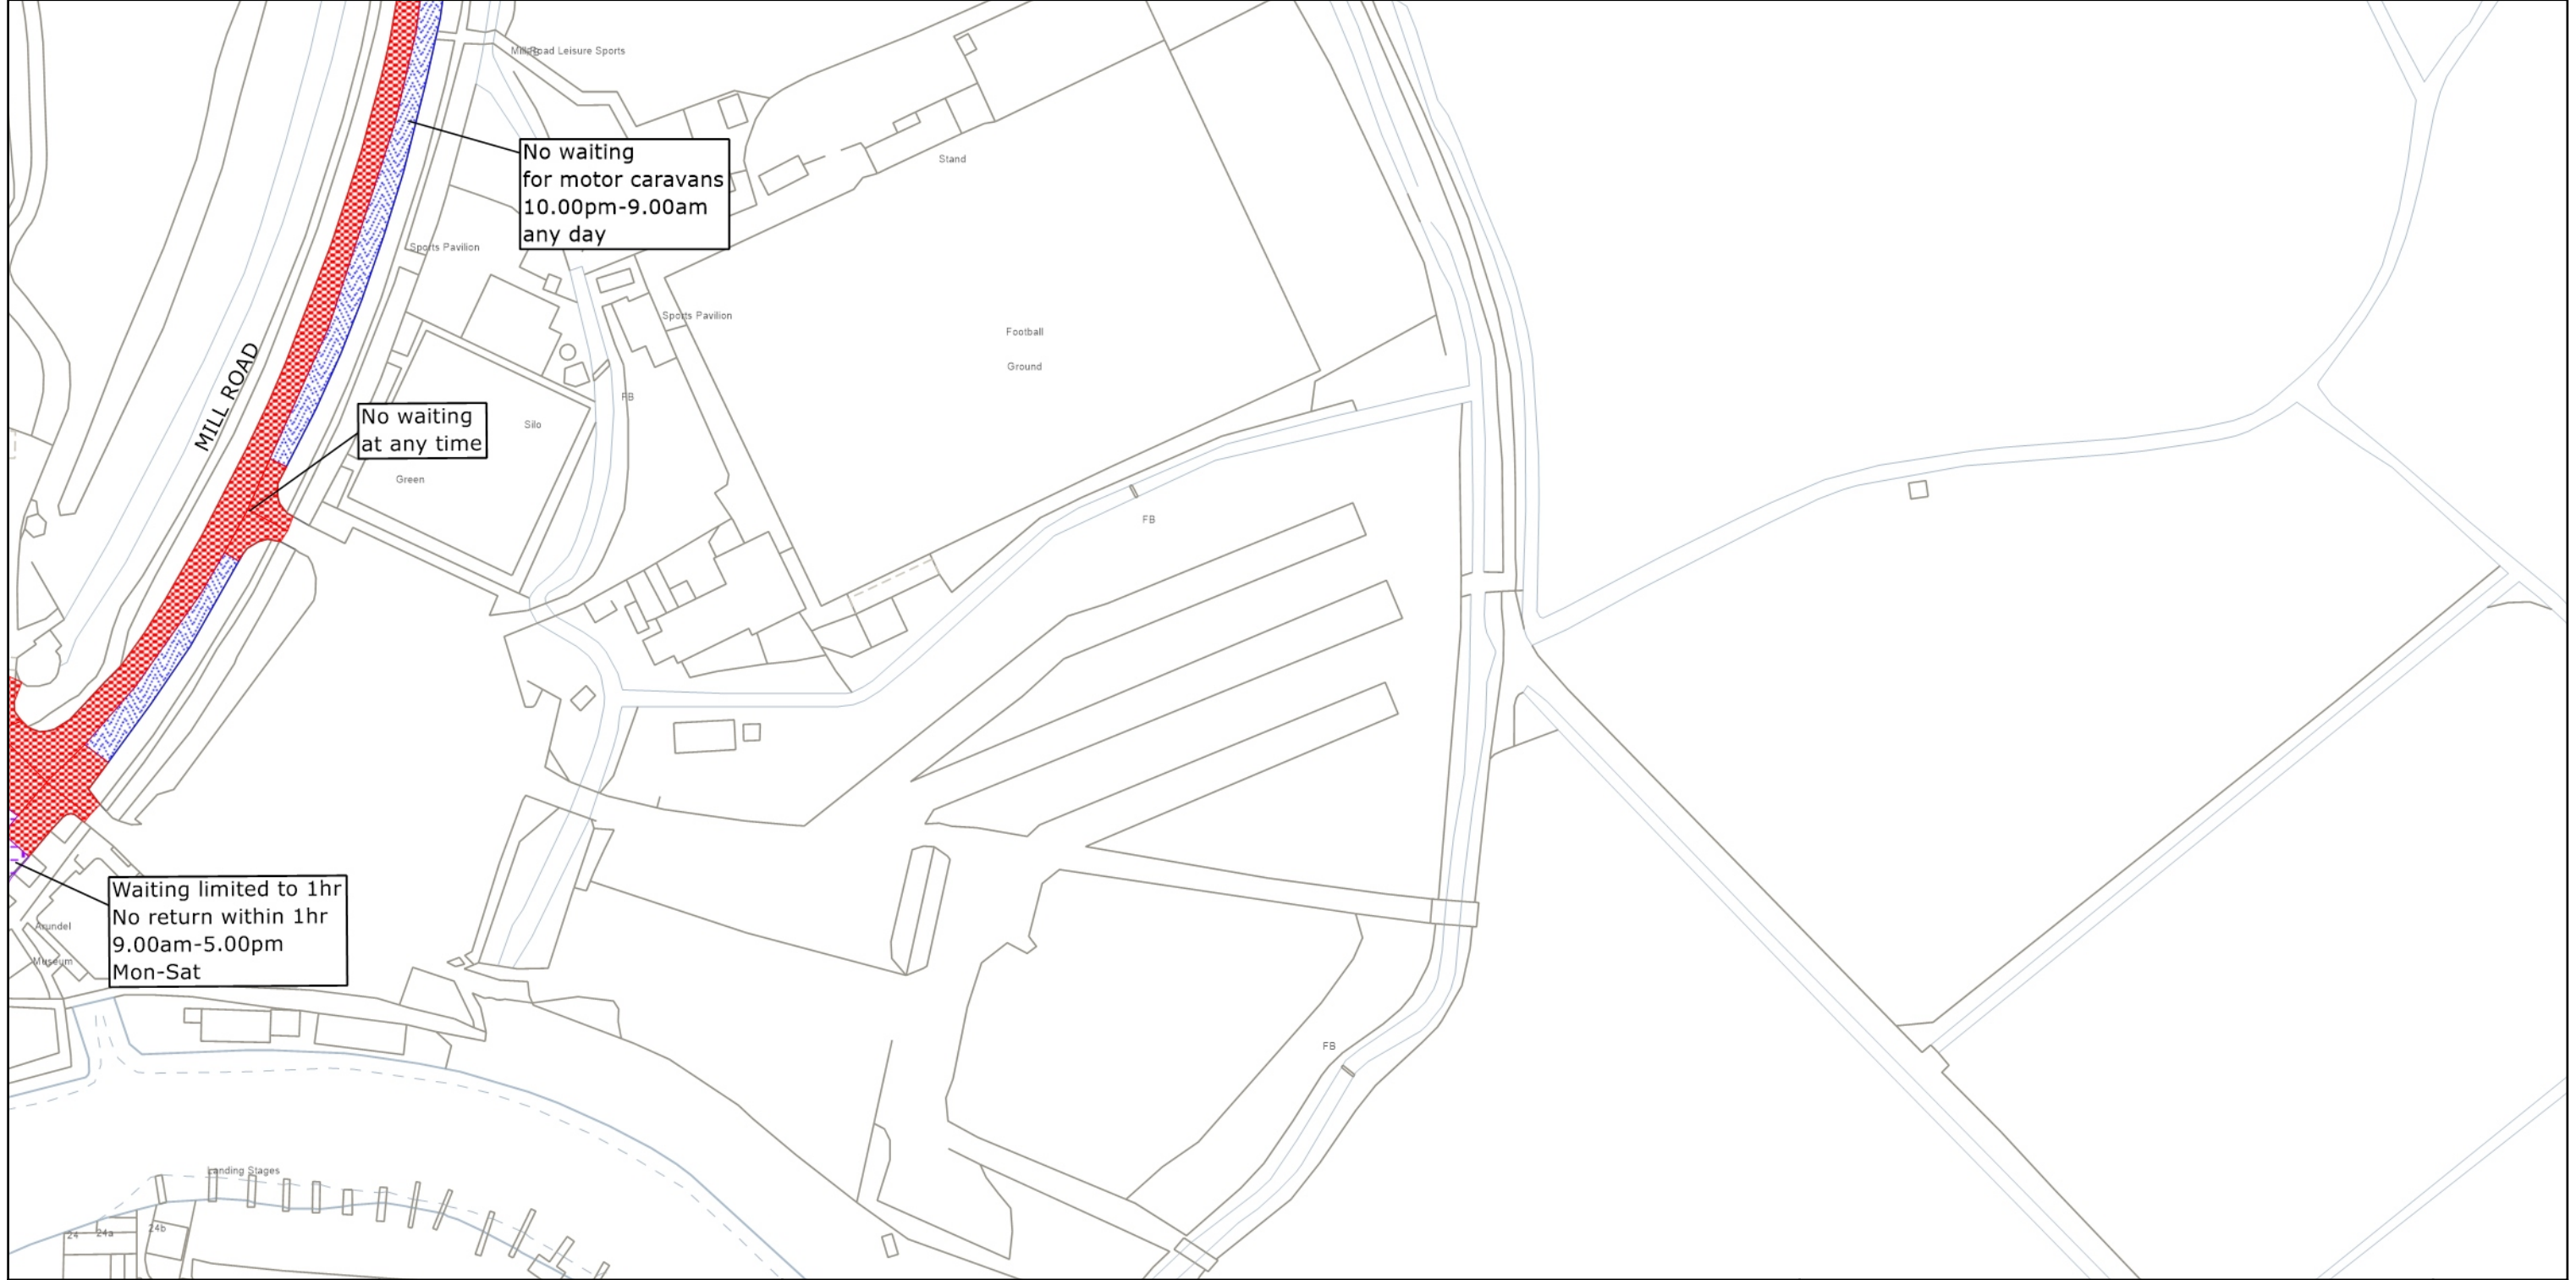 Mill Road Leisure Sports
No waiting
for motor caravans
10.00pm-9.00am
any day
Stand
Sports Pavilion
Sports Pavilion
Football
Ground
MILL ROAD
FB
No waiting
at any time
Silo
Green
FB
Waiting limited to 1hr
No return within 1hr
9.00am-5.00pm
Mon-Sat
Arundel
Museum
FB
Landing Stages
24
24a
24b